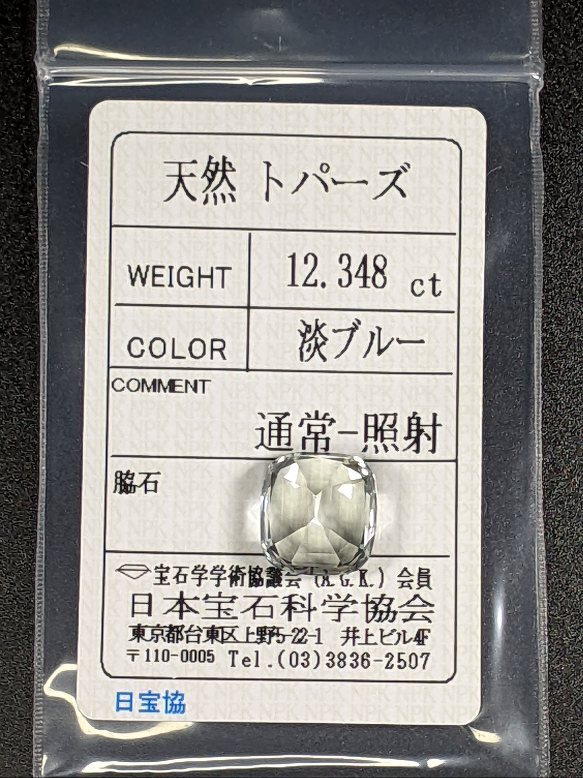 天然 トパーズ
WEIGHT 12.348 ct
COLOR 淡ブルー
COMMENT
通常-照射
脇石
宝石学学術協議会 (A.G.K.) 会員
日本宝石科学協会
東京都台東区上野5-22-1 井上ビル4F
〒110-0005 Tel.(03)3836-2507
日宝協